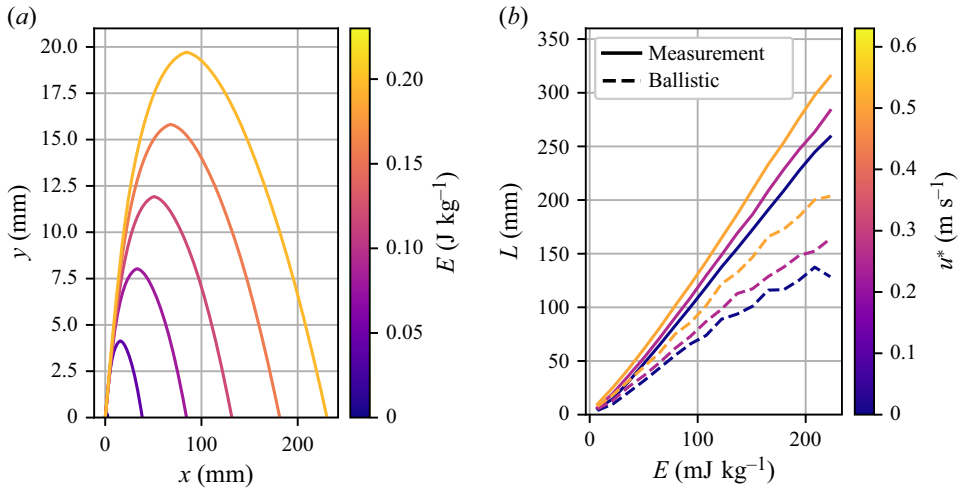 (a)
20.0
17.5
15.0
12.5
10.0
7.5
5.0
2.5
0
y (mm)
0 100 200
x (mm)
0.20
0.15
0.10
0.05
0
E (J kg⁻¹)
(b)
350
300
250
200
150
100
50
0
L (mm)
Measurement
Ballistic
0 100 200
E (mJ kg⁻¹)
0.6
0.5
0.4
0.3
0.2
0.1
0
u* (m s⁻¹)